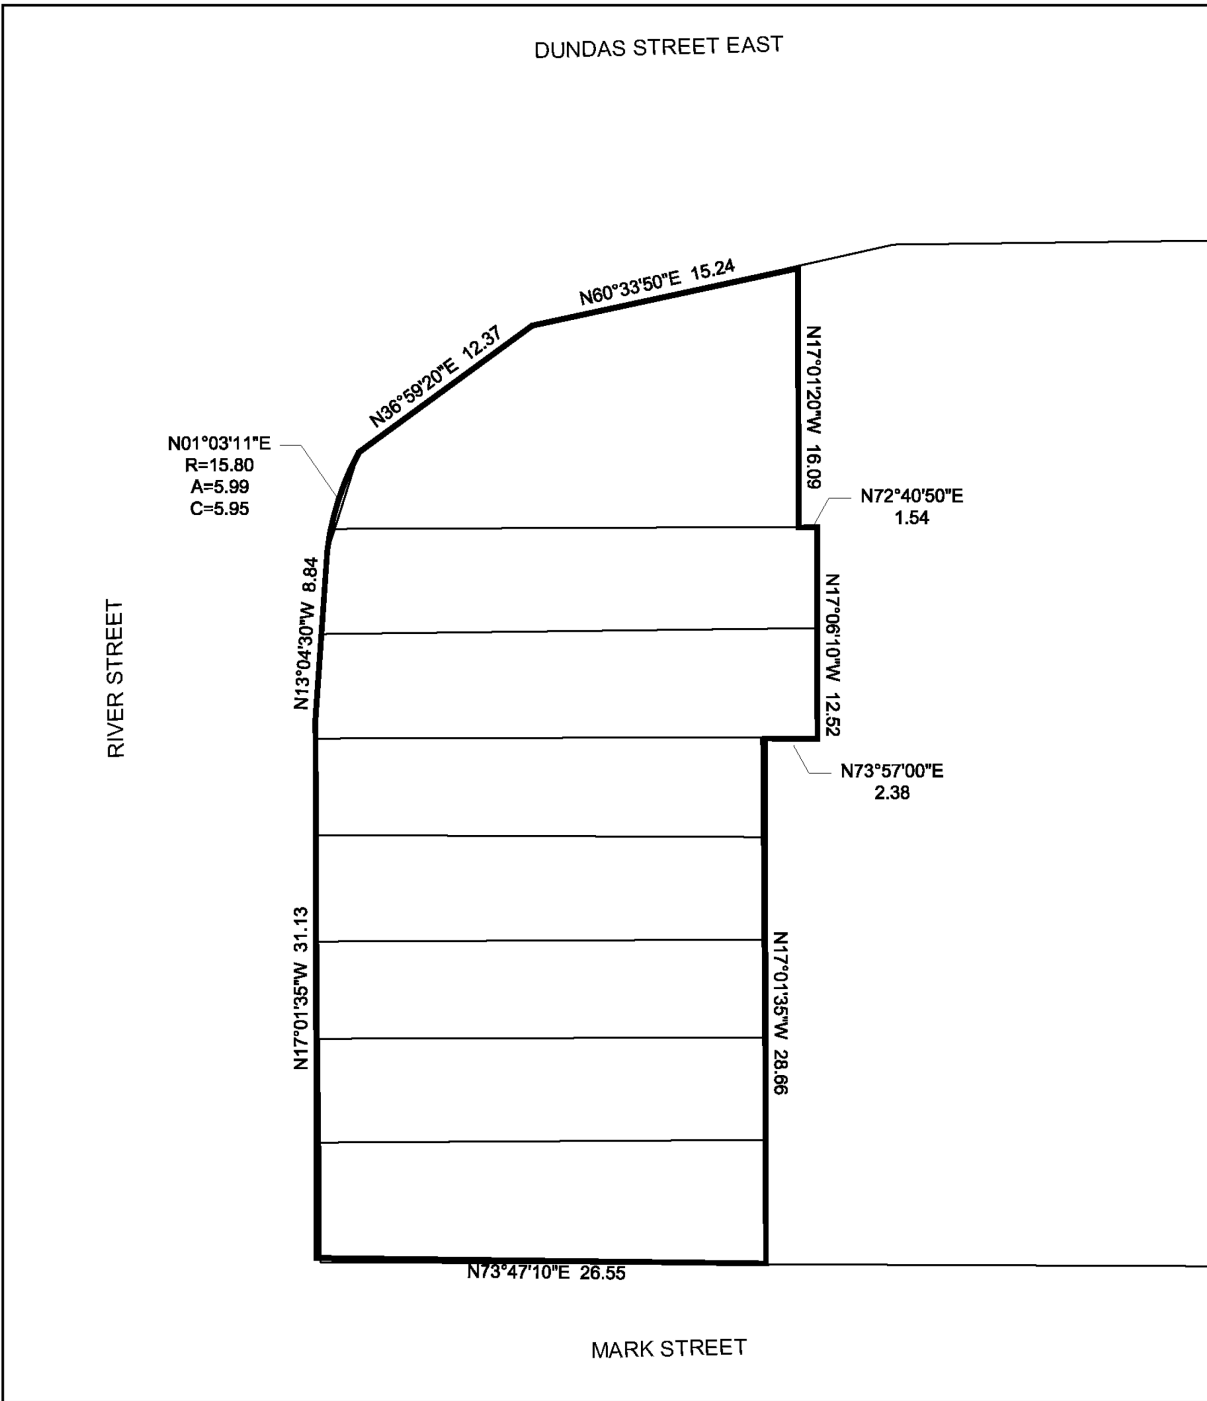 DUNDAS STREET EAST
N60°33'50"E 15.24
N36°59'20"E 12.37
N17°01'20"W 16.09
N01°03'11"E
R=15.80
A=5.99
C=5.95
N72°40'50"E
1.54
N13°04'30"W 8.84
N17°06'10"W 12.52
RIVER STREET
N73°57'00"E
2.38
N17°01'35"W 31.13
N17°01'35"W 28.66
N73°47'10"E 26.55
MARK STREET